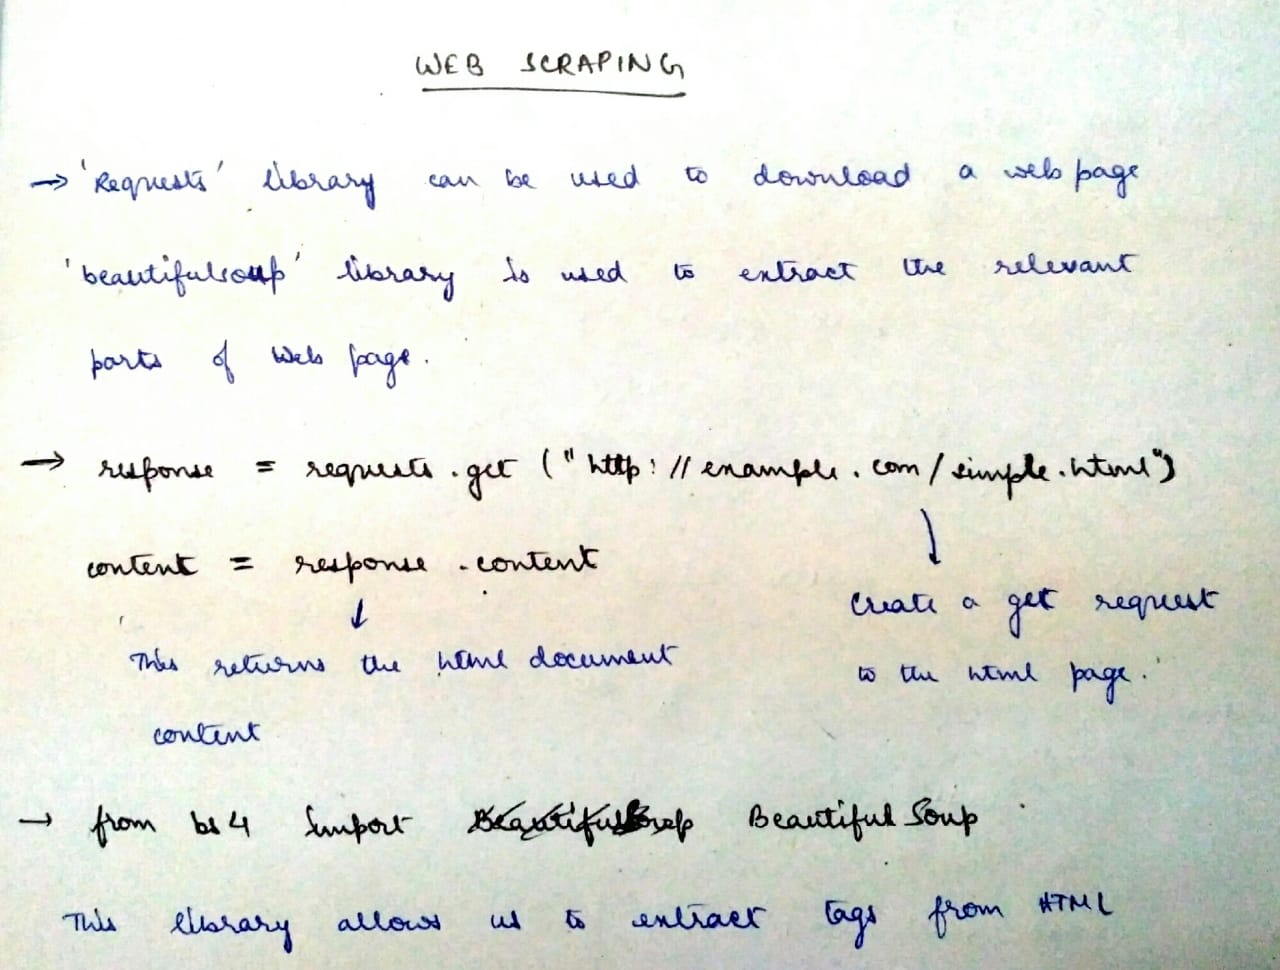 WEB SCRAPING
→ 'Requests' library can be used to download a web page
'beautifulsoup' library is used to extract the relevant
parts of Web page.
→ response = requests.get ("http://example.com/simple.html")
content = response.content
↓ ↓
Create a get request
This returns the html document
to the html page.
content
→ from bs4 import BeautifulSoup BeautifulSoup
This library allows us to extract tags from HTML